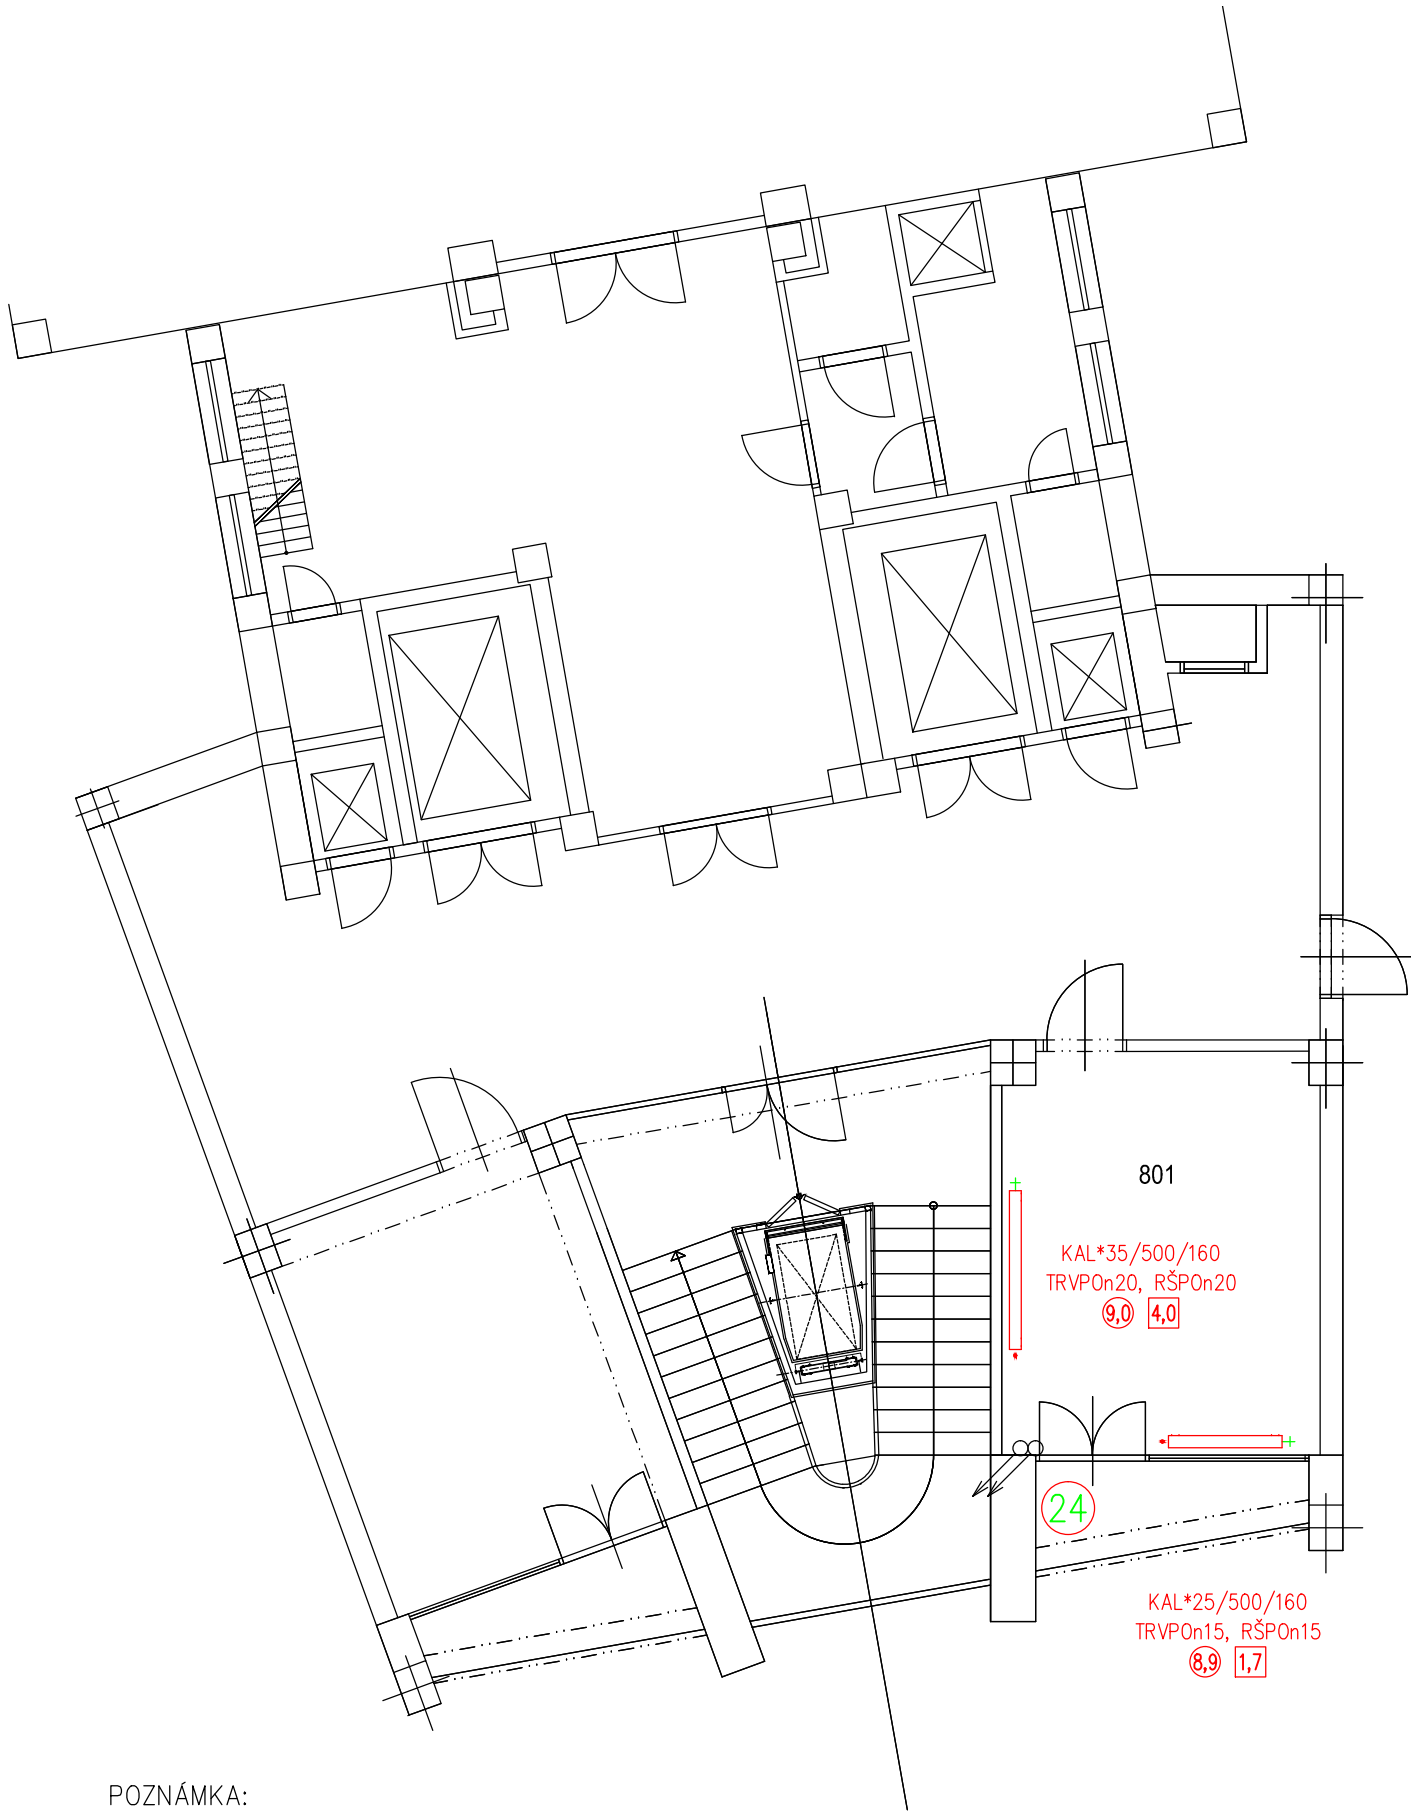 801
KAL*35/500/160
TRVPOn20, RŠPOn20
9,0 4,0
24
KAL*25/500/160
TRVPOn15, RŠPOn15
8,9 1,7
POZNÁMKA: